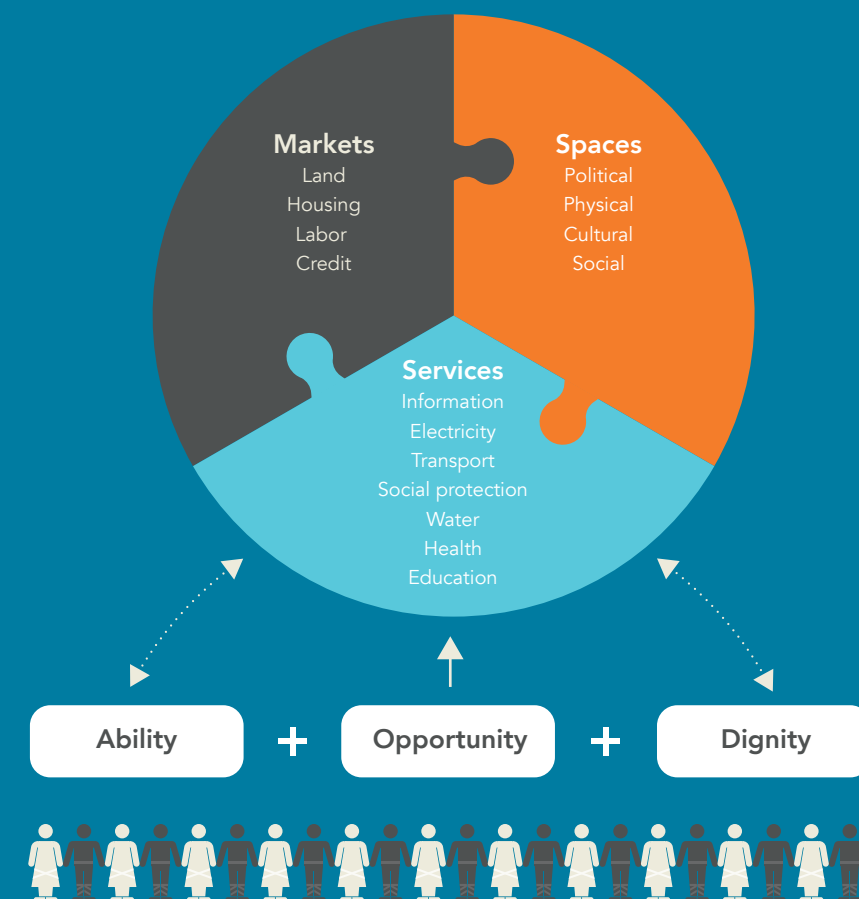 Markets
Land
Housing
Labor
Credit
Spaces
Political
Physical
Cultural
Social
Services
Information
Electricity
Transport
Social protection
Water
Health
Education
Ability
+
Opportunity
+
Dignity